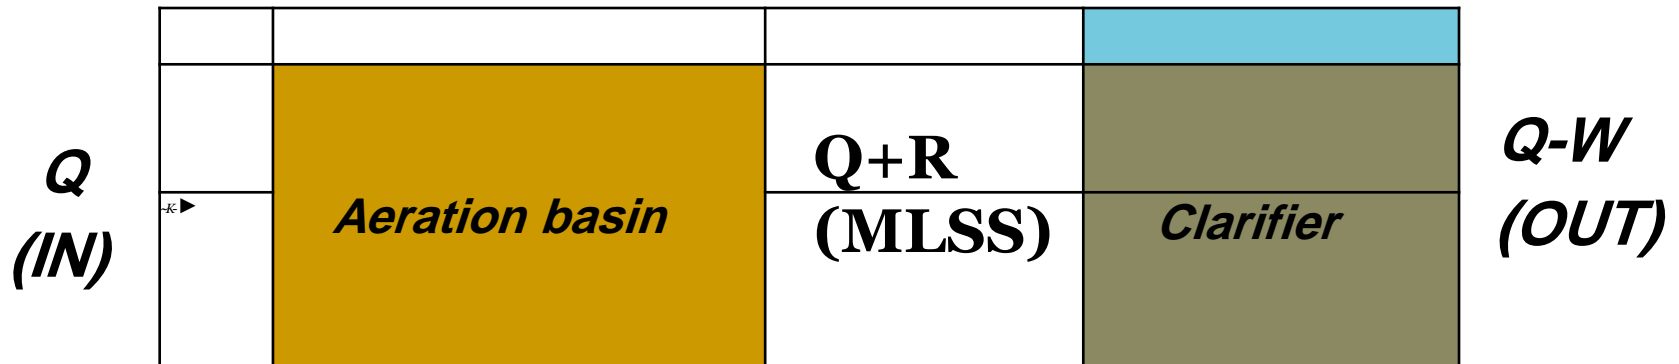 Q
(IN)
-K-
Aeration basin
Q+R
(MLSS)
Clarifier
Q-W
(OUT)